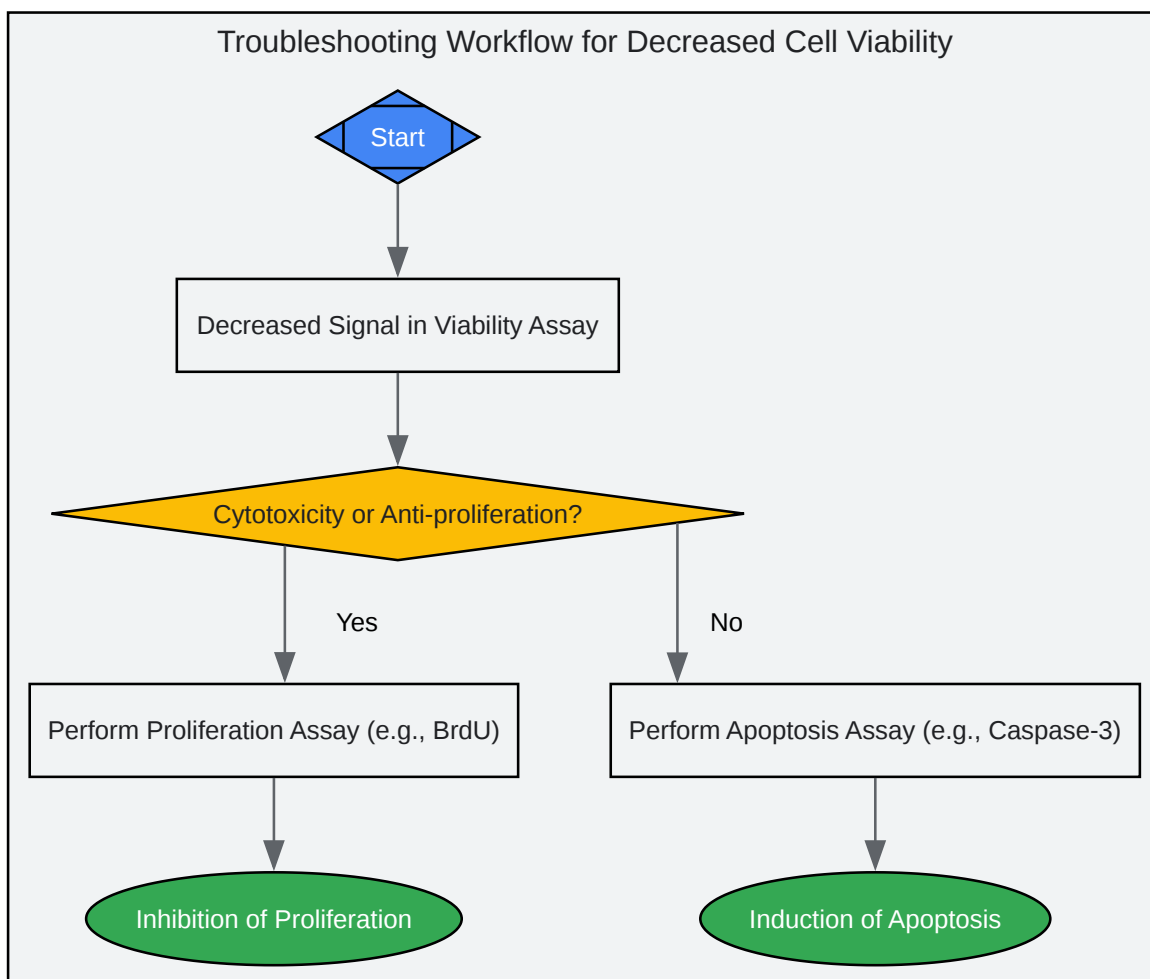 Troubleshooting Workflow for Decreased Cell Viability
Start
Decreased Signal in Viability Assay
Cytotoxicity or Anti-proliferation?
Yes
No
Perform Proliferation Assay (e.g., BrdU)
Perform Apoptosis Assay (e.g., Caspase-3)
Inhibition of Proliferation
Induction of Apoptosis